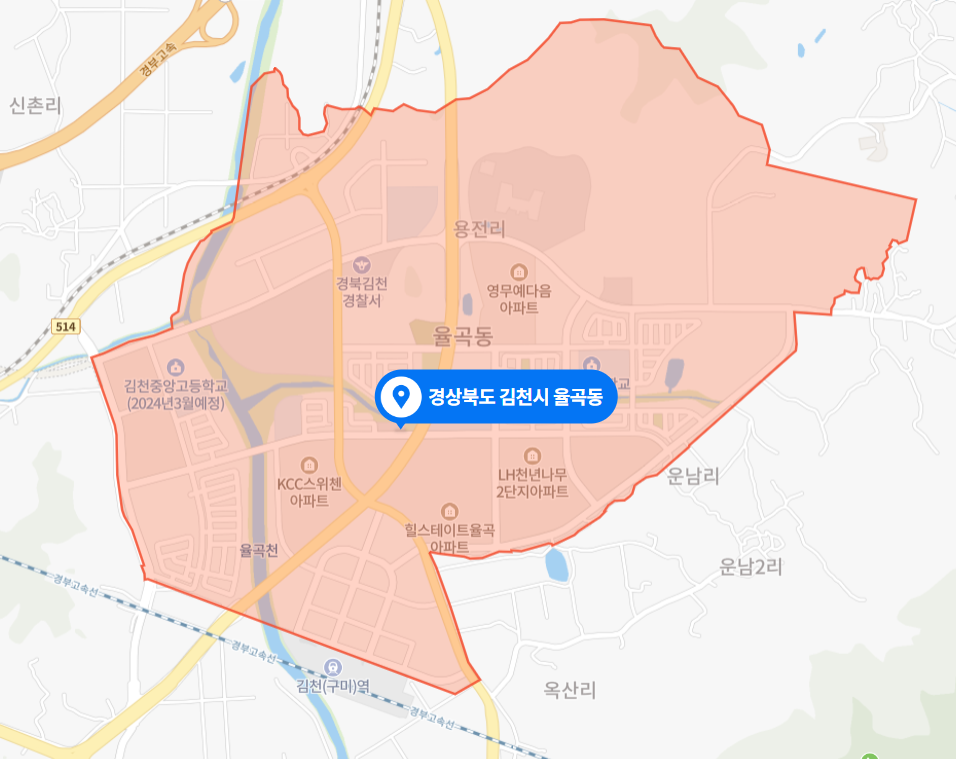 경부고속
신촌리
용전리
경북김천
경찰서
영무예다음
아파트
514
율곡동
김천중앙고등학교
(2024년3월예정)
교
경상북도 김천시 율곡동
KCC스위첸
아파트
LH천년나무
2단지아파트
운남리
힐스테이트율곡
아파트
율곡천
운남2리
경부고속선
경부고속선
김천(구미)역
옥산리
경부고속선